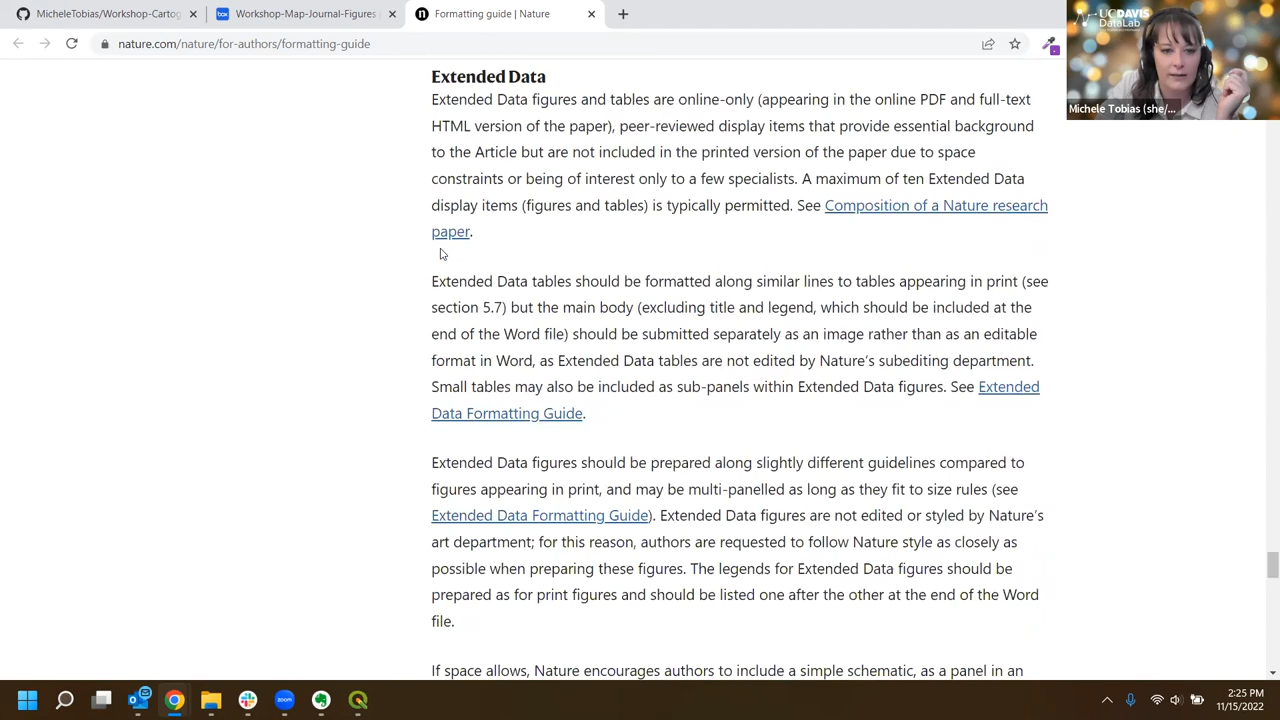 MicheleTobias/Workshop-Cartog
Workshop-Map-Journal-Figures
Formatting guide | Nature
nature.com/nature/for-authors/formatting-guide
UCDAVIS
DataLab
Michele Tobias (she/...
Extended Data
Extended Data figures and tables are online-only (appearing in the online PDF and full-text
HTML version of the paper), peer-reviewed display items that provide essential background
to the Article but are not included in the printed version of the paper due to space
constraints or being of interest only to a few specialists. A maximum of ten Extended Data
display items (figures and tables) is typically permitted. See Composition of a Nature research
paper.
Extended Data tables should be formatted along similar lines to tables appearing in print (see
section 5.7) but the main body (excluding title and legend, which should be included at the
end of the Word file) should be submitted separately as an image rather than as an editable
format in Word, as Extended Data tables are not edited by Nature's subediting department.
Small tables may also be included as sub-panels within Extended Data figures. See Extended
Data Formatting Guide.
Extended Data figures should be prepared along slightly different guidelines compared to
figures appearing in print, and may be multi-panelled as long as they fit to size rules (see
Extended Data Formatting Guide). Extended Data figures are not edited or styled by Nature's
art department; for this reason, authors are requested to follow Nature style as closely as
possible when preparing these figures. The legends for Extended Data figures should be
prepared as for print figures and should be listed one after the other at the end of the Word
file.
If space allows, Nature encourages authors to include a simple schematic, as a panel in an
2:25 PM
11/15/2022